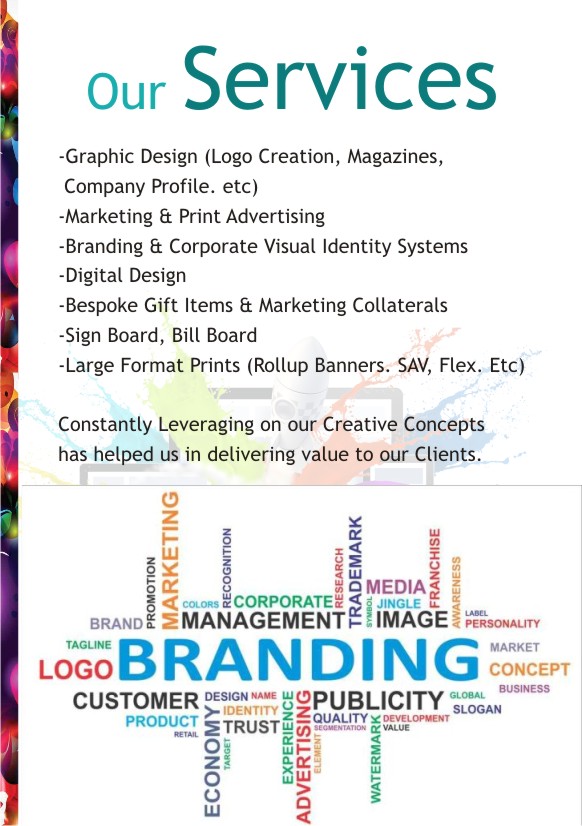 Our Services
-Graphic Design (Logo Creation, Magazines,
Company Profile. etc)
-Marketing & Print Advertising
-Branding & Corporate Visual Identity Systems
-Digital Design
-Bespoke Gift Items & Marketing Collaterals
-Sign Board, Bill Board
-Large Format Prints (Rollup Banners. SAV, Flex. Etc)
Constantly Leveraging on our Creative Concepts
has helped us in delivering value to our Clients.
MARKETING
PROMOTION
RECOGNITION
COLORS
CORPORATE
RESEARCH
TRADEMARK
SYMBOL
MEDIA
JINGLE
FRANCHISE
AWARENESS
LABEL
PERSONALITY
BRAND
MANAGEMENT
IMAGE
TAGLINE
LOGO
BRANDING
MARKET
CONCEPT
BUSINESS
CUSTOMER
DESIGN
NAME
PUBLICITY
GLOBAL
SLOGAN
PRODUCT
IDENTITY
QUALITY
DEVELOPMENT
RETAIL
TRUST
SEGMENTATION
VALUE
ECONOMY
TARGET
EXPERIENCE
ADVERTISING
ELEMENT
WATERMARK